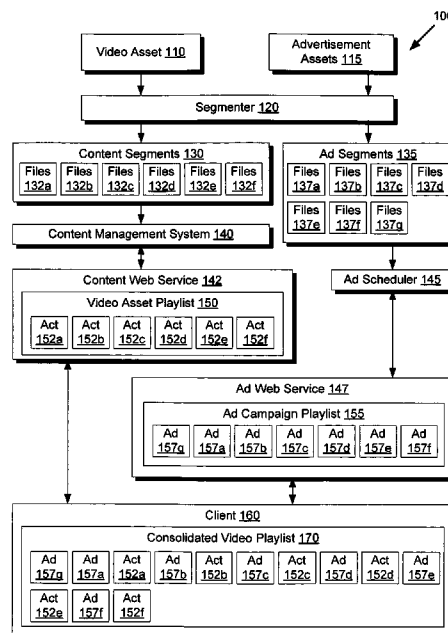 100
Video Asset 110
Advertisement
Assets 115
Segmenter 120
Content Segments 130
Files Files Files Files Files Files
132a 132b 132c 132d 132e 132f
Ad Segments 135
Files Files Files Files
137a 137b 137c 137d
Files Files Files
137e 137f 137g
Content Management System 140
Content Web Service 142
Video Asset Playlist 150
Act Act Act Act Act Act
152a 152b 152c 152d 152e 152f
Ad Scheduler 145
Ad Web Service 147
Ad Campaign Playlist 155
Ad Ad Ad Ad Ad Ad Ad
157g 157a 157b 157c 157d 157e 157f
Client 160
Consolidated Video Playlist 170
Ad Ad Act Ad Act Ad Act Ad Act Ad
157g 157a 152a 157b 152b 157c 152c 157d 152d 157e
Act Ad Act
152e 157f 152f